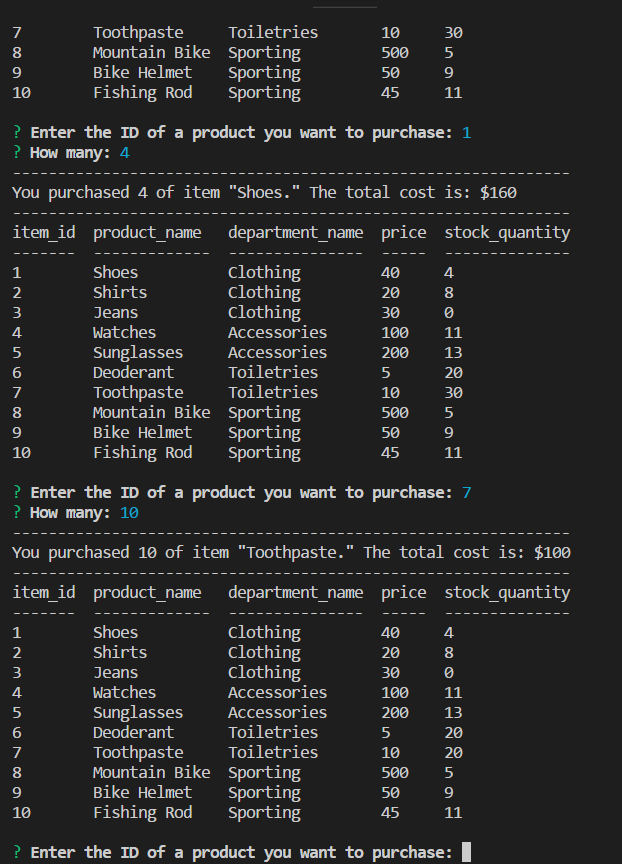 7        Toothpaste     Toiletries       10     30
8        Mountain Bike  Sporting         500    5
9        Bike Helmet    Sporting         50     9
10       Fishing Rod    Sporting         45     11
? Enter the ID of a product you want to purchase: 1
? How many: 4
--------------------------------------------------------------
You purchased 4 of item "Shoes." The total cost is: $160
--------------------------------------------------------------
item_id  product_name   department_name  price  stock_quantity
-------  -------------  ---------------  -----  --------------
1        Shoes          Clothing         40     4
2        Shirts         Clothing         20     8
3        Jeans          Clothing         30     0
4        Watches        Accessories      100    11
5        Sunglasses     Accessories      200    13
6        Deoderant      Toiletries       5      20
7        Toothpaste     Toiletries       10     30
8        Mountain Bike  Sporting         500    5
9        Bike Helmet    Sporting         50     9
10       Fishing Rod    Sporting         45     11
? Enter the ID of a product you want to purchase: 7
? How many: 10
--------------------------------------------------------------
You purchased 10 of item "Toothpaste." The total cost is: $100
--------------------------------------------------------------
item_id  product_name   department_name  price  stock_quantity
-------  -------------  ---------------  -----  --------------
1        Shoes          Clothing         40     4
2        Shirts         Clothing         20     8
3        Jeans          Clothing         30     0
4        Watches        Accessories      100    11
5        Sunglasses     Accessories      200    13
6        Deoderant      Toiletries       5      20
7        Toothpaste     Toiletries       10     20
8        Mountain Bike  Sporting         500    5
9        Bike Helmet    Sporting         50     9
10       Fishing Rod    Sporting         45     11
? Enter the ID of a product you want to purchase: